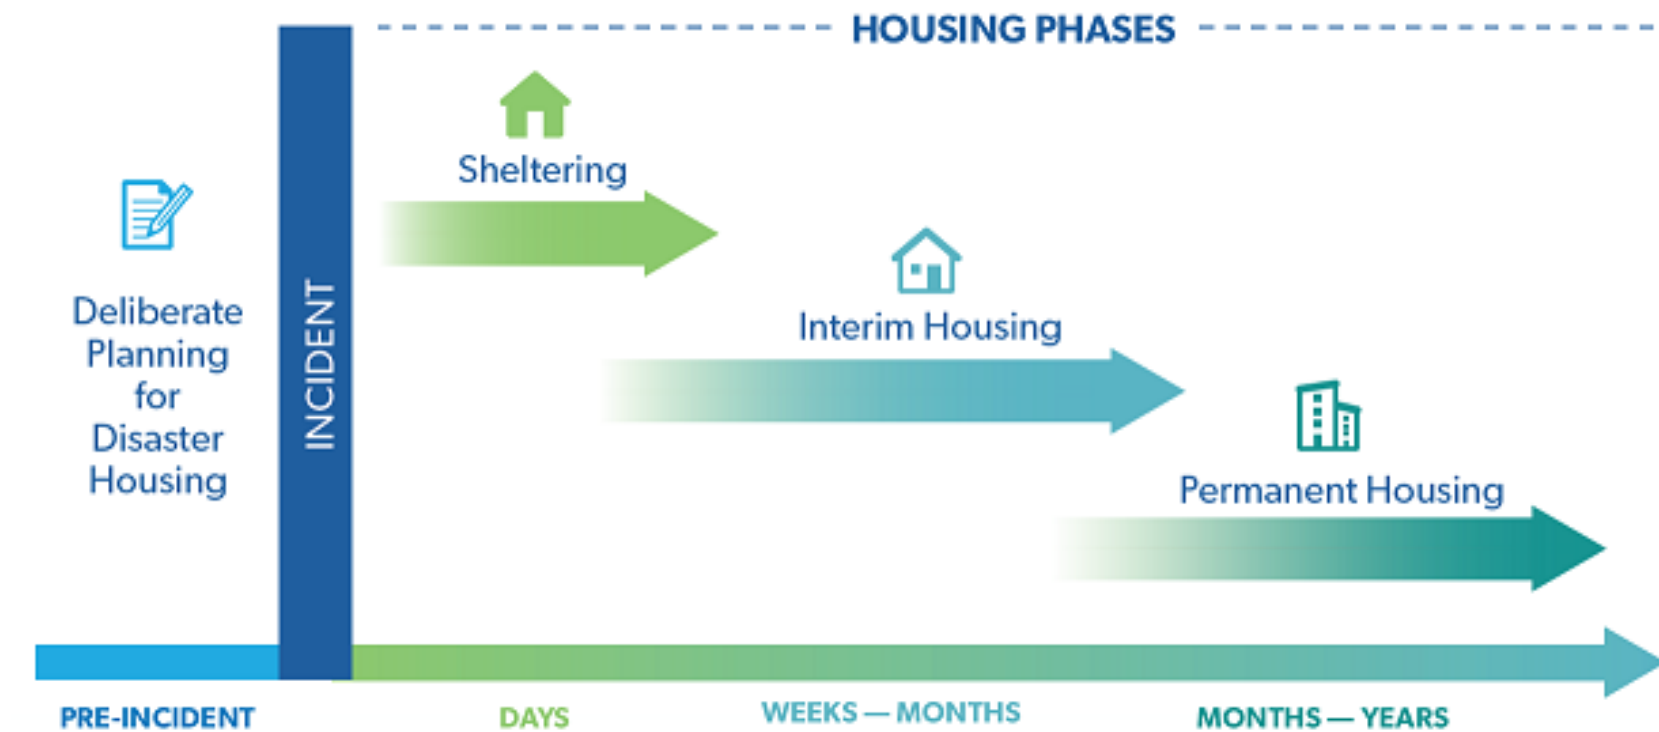 HOUSING PHASES
Sheltering
Interim Housing
Permanent Housing
Deliberate
Planning
for
Disaster
Housing
INCIDENT
PRE-INCIDENT
DAYS
WEEKS — MONTHS
MONTHS — YEARS